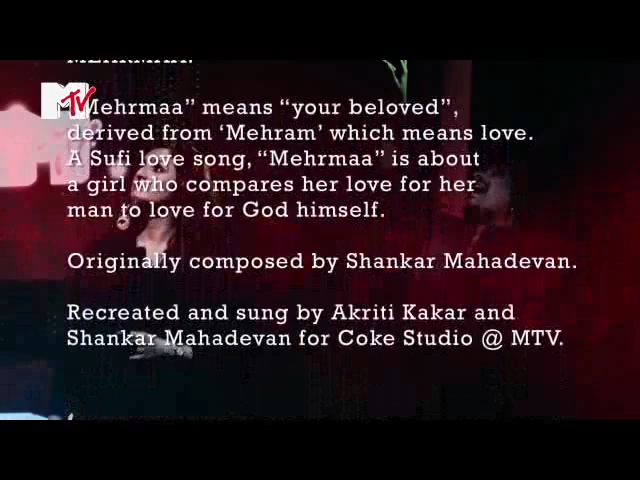 MEHRMAA:
MTV
"Mehrmaa" means "your beloved",
derived from 'Mehram' which means love.
A Sufi love song, "Mehrmaa" is about
a girl who compares her love for her
man to love for God himself.
Originally composed by Shankar Mahadevan.
Recreated and sung by Akriti Kakar and
Shankar Mahadevan for Coke Studio @ MTV.